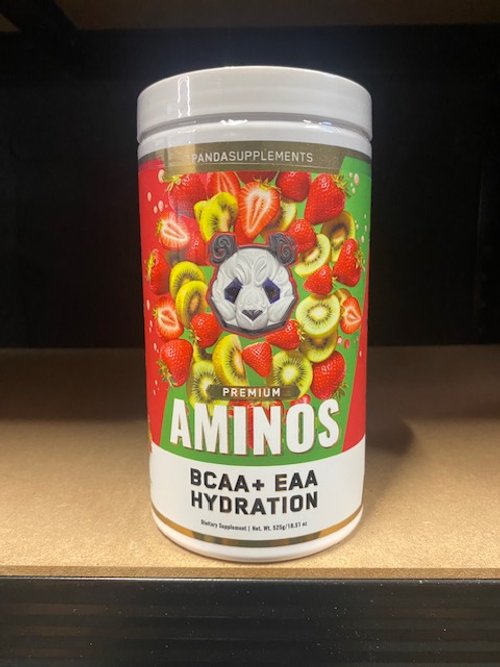 PANDASUPPLEMENTS
PREMIUM
AMINOS
BCAA+ EAA
HYDRATION
Dietary Supplement | Net. Wt. 525g/18.51 oz